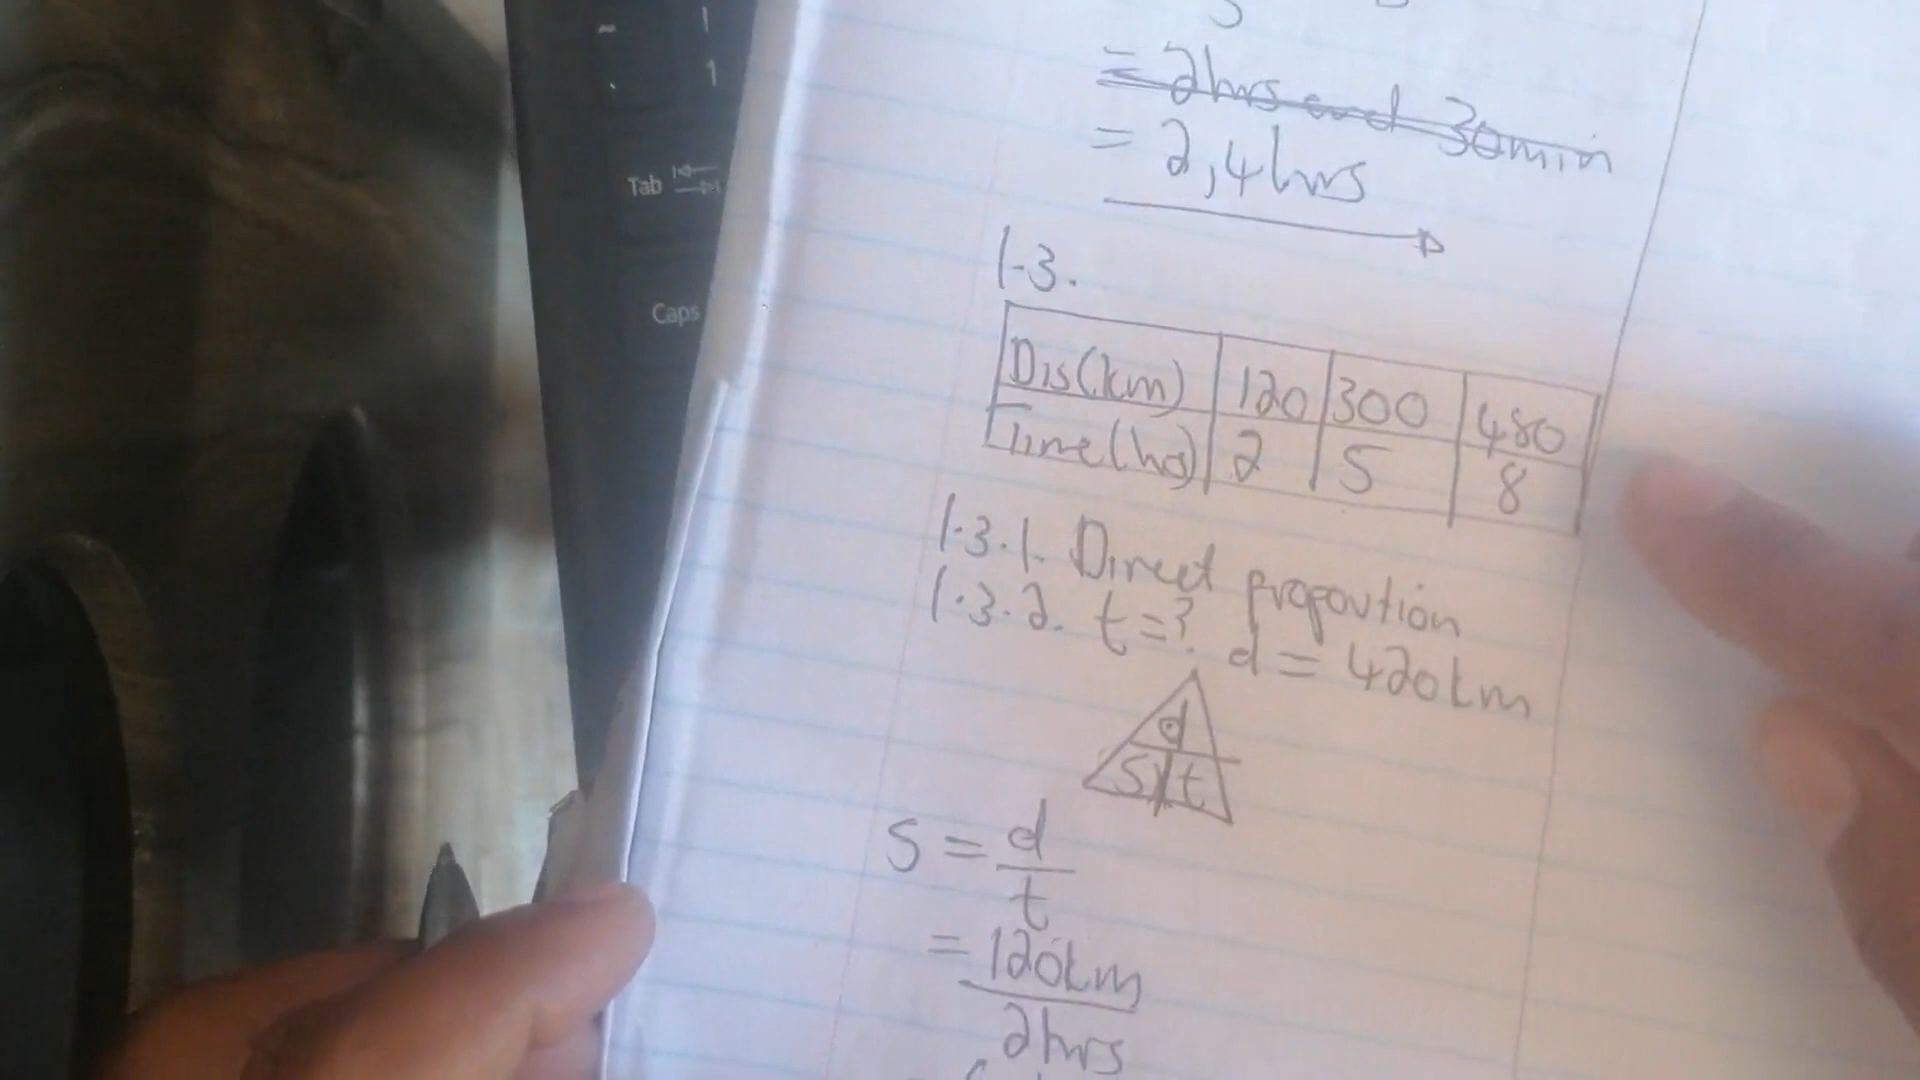 = 2hrs and 30min
= 2,4hrs
1.3.
Dis(km) 120 300 480
Time(hrs) 2 5 8
1.3.1. Direct proportion
1.3.2. t=? d = 420km
d
s t
S = d
t
= 120km
2hrs
Tab
Caps